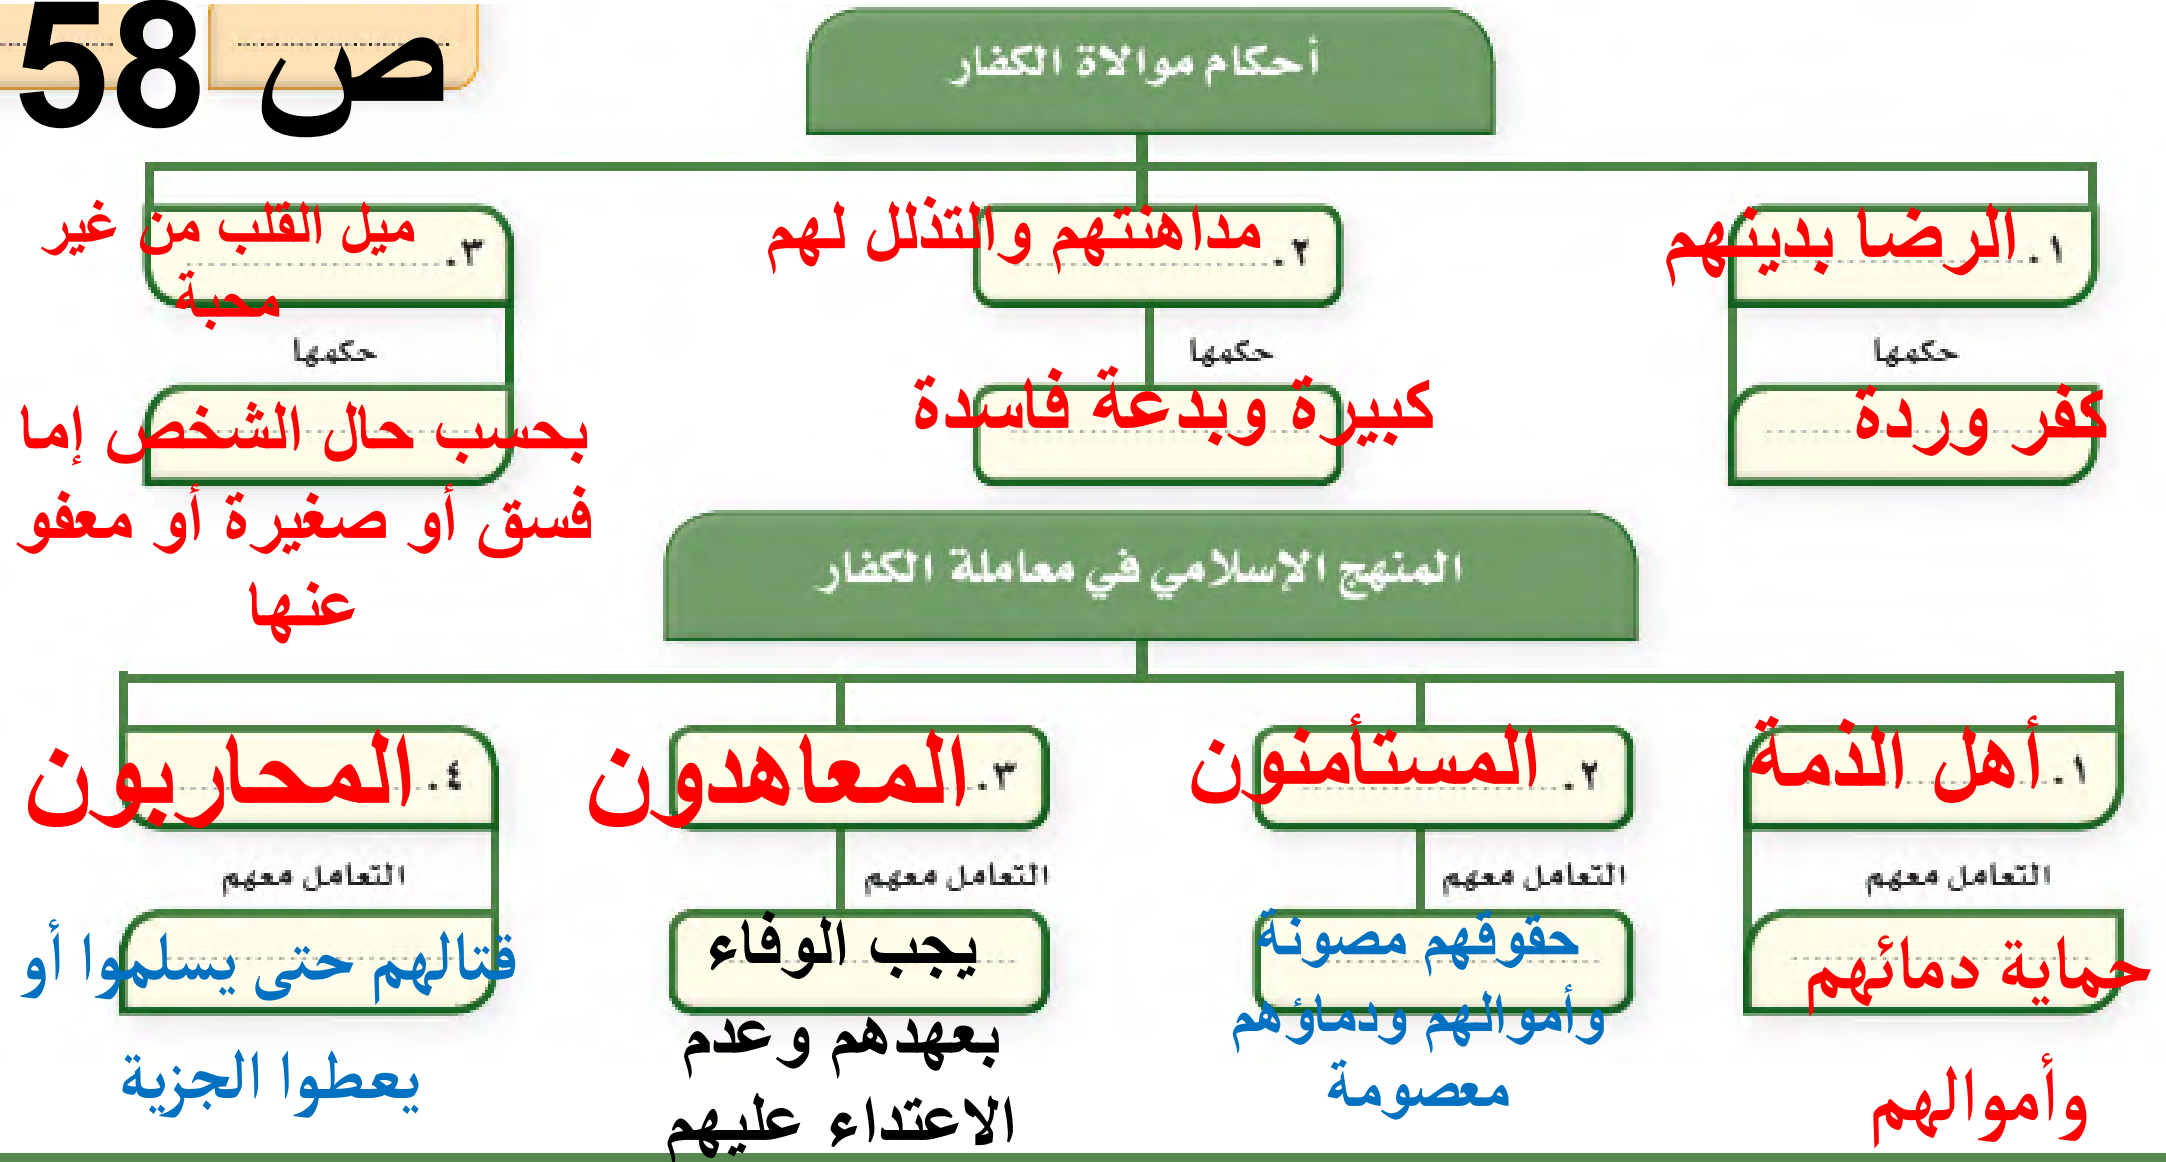 ص 58
أحكام موالاة الكفار
١. الرضا بدينهم
٢. مداهنتهم والتذلل لهم
٣. ميل القلب من غير
محبة
حكمها
حكمها
حكمها
كفر وردة
كبيرة وبدعة فاسدة
بحسب حال الشخص إما
فسق أو صغيرة أو معفو
عنها
المنهج الإسلامي في معاملة الكفار
١. أهل الذمة
٢. المستأمنون
٣. المعاهدون
٤. المحاربون
التعامل معهم
التعامل معهم
التعامل معهم
التعامل معهم
حماية دمائهم
وأموالهم
حقوقهم مصونة
وأموالهم ودماؤهم
معصومة
يجب الوفاء
بعهدهم وعدم
الاعتداء عليهم
قتالهم حتى يسلموا أو
يعطوا الجزية